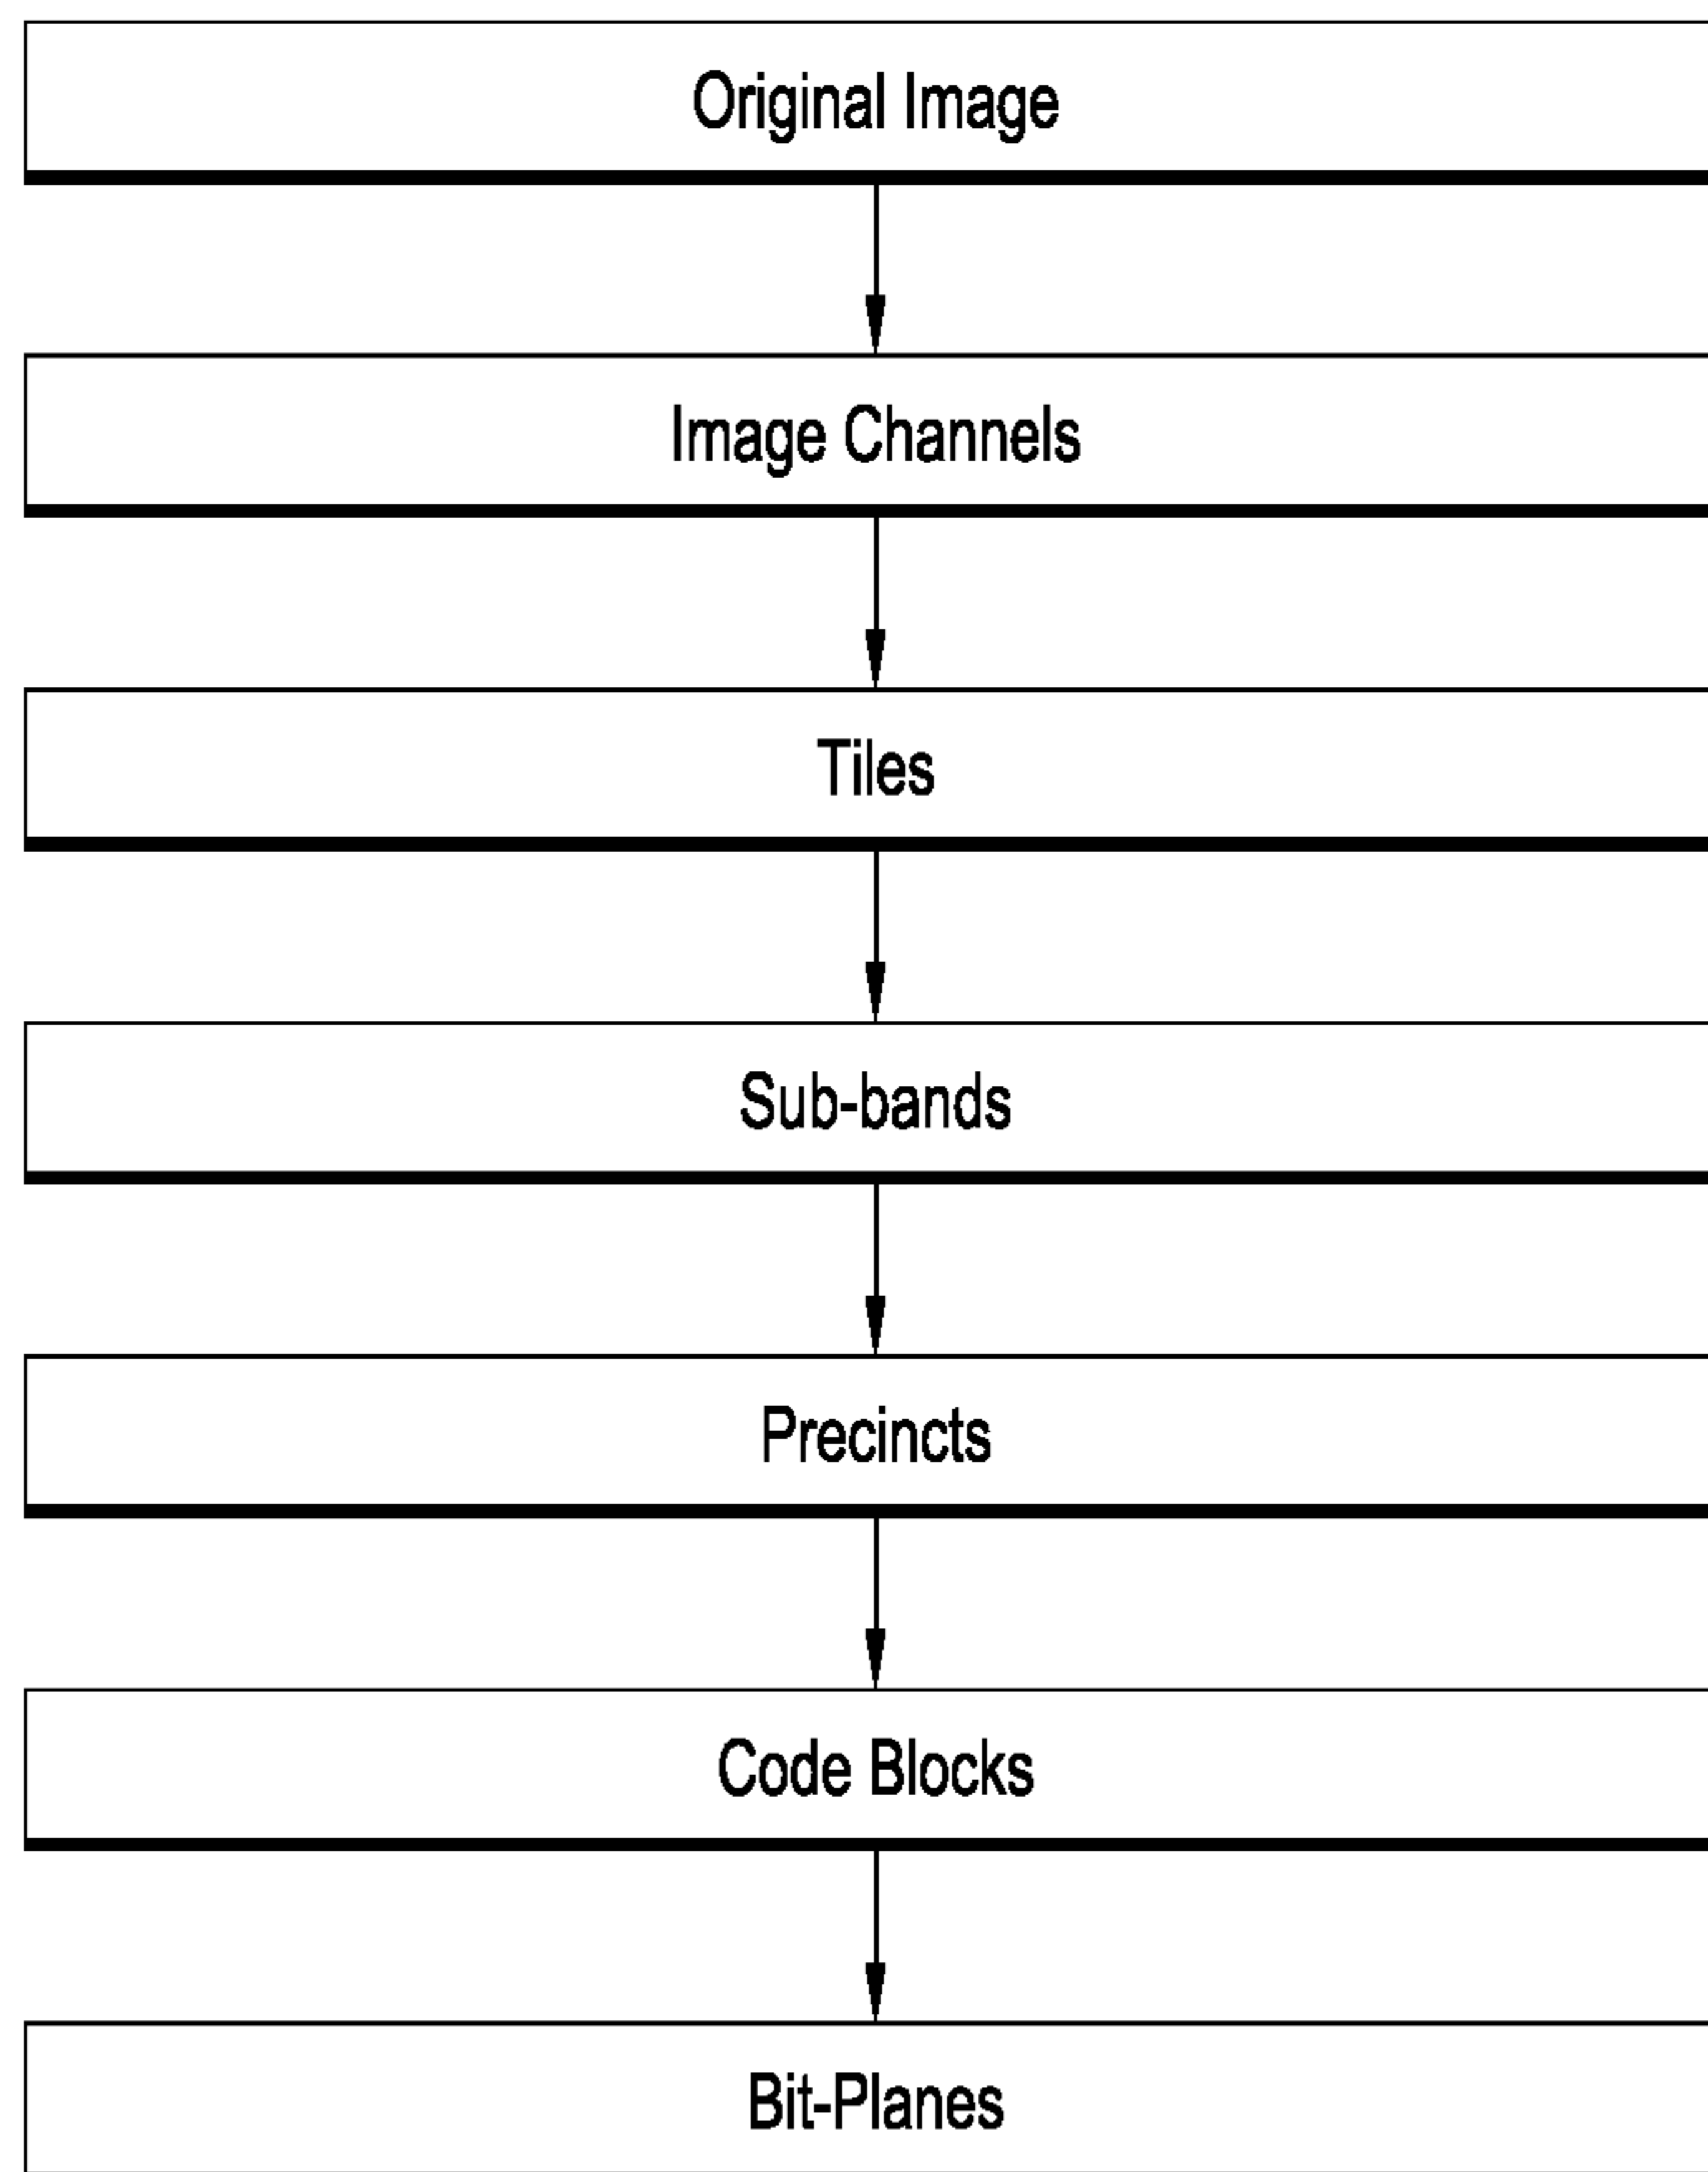 Original Image
Image Channels
Tiles
Sub-bands
Precincts
Code Blocks
Bit-Planes